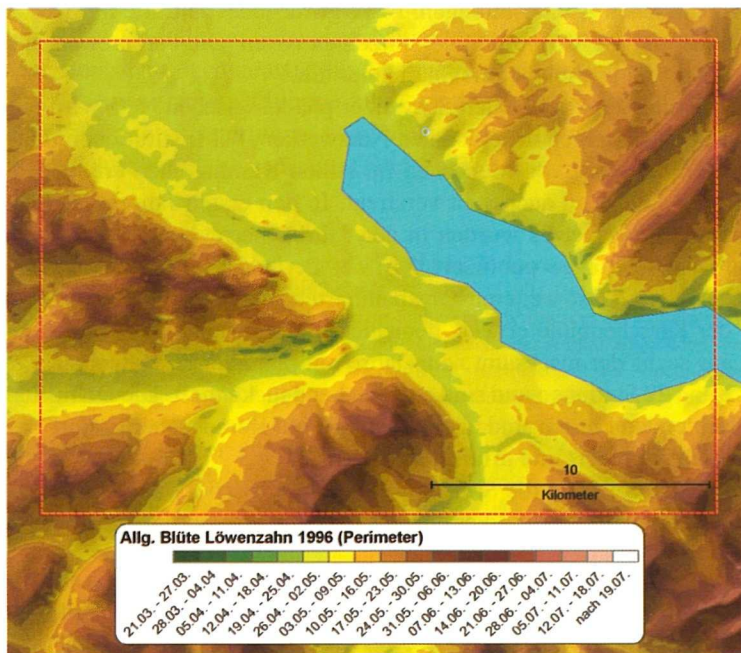 10
Kilometer
Allg. Blüte Löwenzahn 1996 (Perimeter)
21.03. - 27.03.
28.03. - 04.04
05.04. - 11.04.
12.04. - 18.04.
19.04. - 25.04.
26.04. - 02.05.
03.05. - 09.05.
10.05. - 16.05.
17.05. - 23.05.
24.05. - 30.05.
31.05. - 06.06.
07.06. - 13.06.
14.06. - 20.06.
21.06. - 27.06.
28.06. - 04.07.
05.07. - 11.07.
12.07. - 18.07.
nach 19.07.